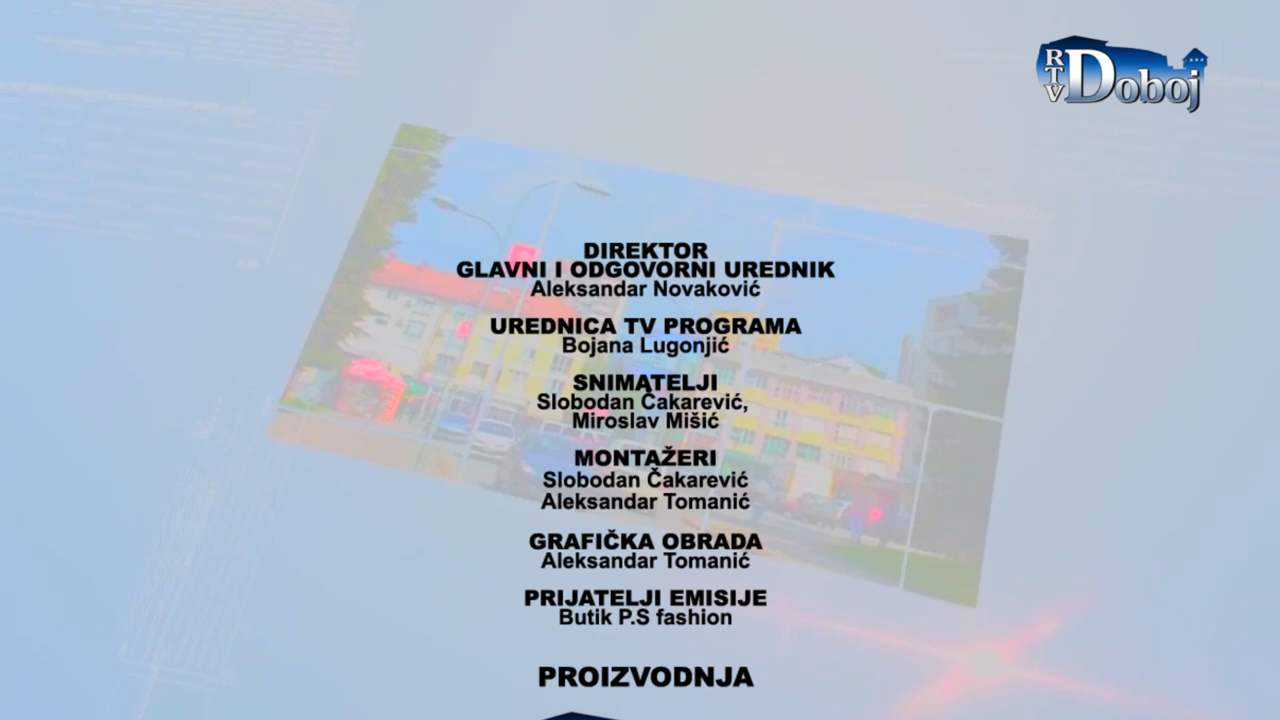 RTV Doboj
DIREKTOR
GLAVNI I ODGOVORNI UREDNIK
Aleksandar Novaković
UREDNICA TV PROGRAMA
Bojana Lugonjić
SNIMATELJI
Slobodan Čakarević,
Miroslav Mišić
MONTAŽERI
Slobodan Čakarević
Aleksandar Tomanić
GRAFIČKA OBRADA
Aleksandar Tomanić
PRIJATELJI EMISIJE
Butik P.S fashion
PROIZVODNJA